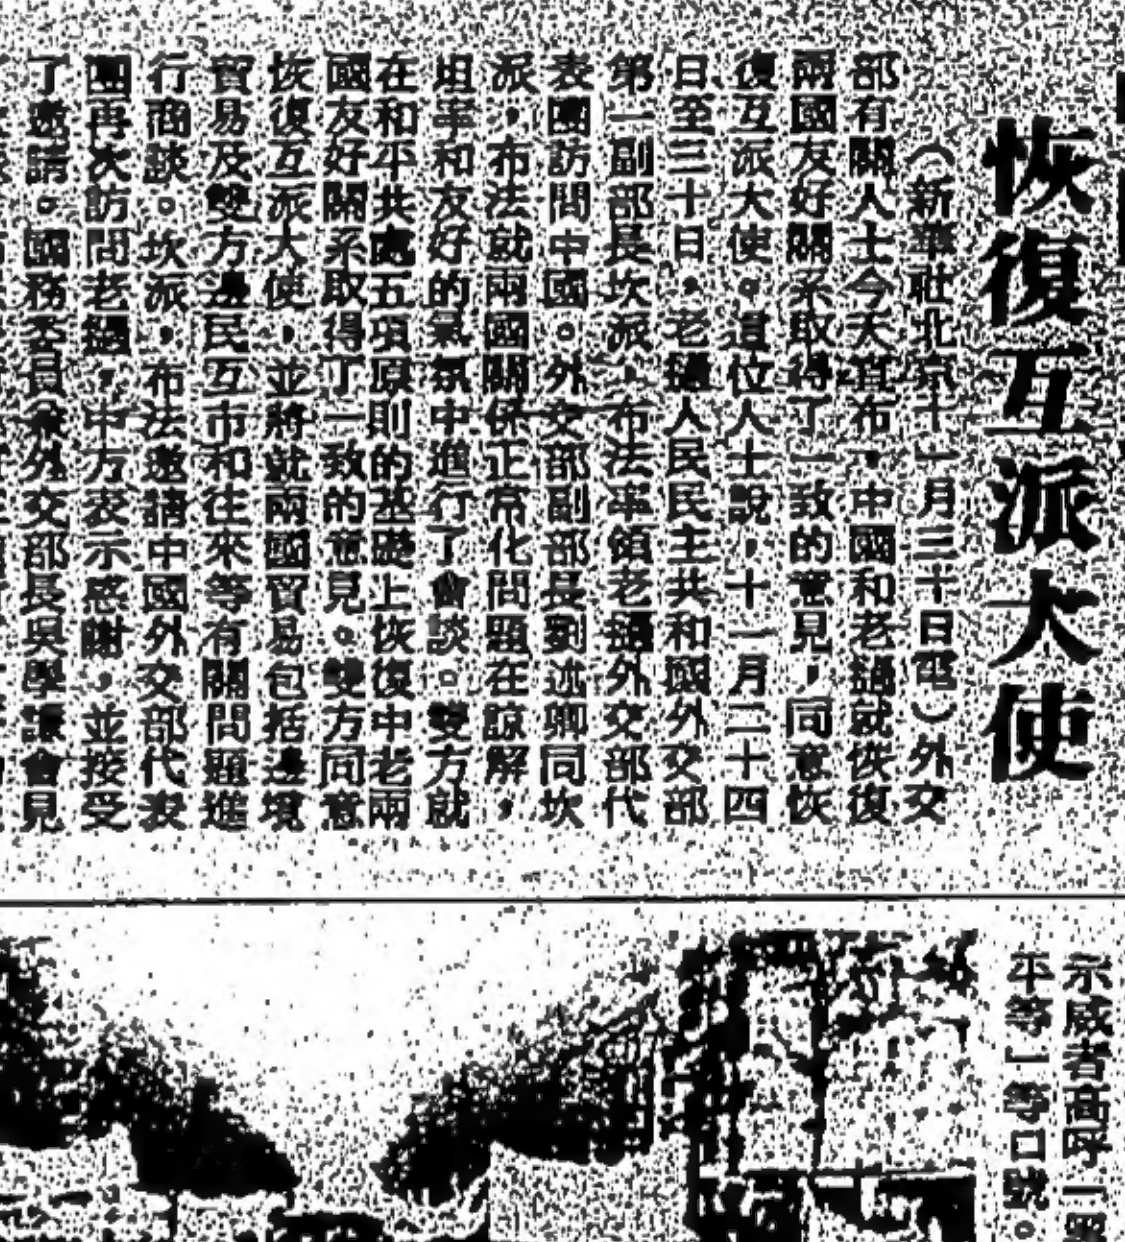 恢復互派大使
（新華社北京十一月三十日電）外交
部有關人士今天宣布，中國和老撾就恢復
兩國友好關系取得了一致的意見，同意恢
復互派大使。這位人士說，十一月二十四
日至三十日，老撾人民民主共和國外交部
第一副部長坎派·布法率領老撾外交部代
表團訪問中國。外交部副部長劉述卿同坎
派·布法就兩國關係正常化問題在諒解、
坦率和友好的氣氛中進行了會談。雙方就
在和平共處五項原則的基礎上恢復中老兩
國友好關系取得了一致的意見。雙方同意
恢復互派大使，並將就兩國貿易包括邊境
貿易及雙方邊民互市和往來等有關問題進
行商談。坎派·布法邀請中國外交部代表
團再次訪問老撾，中方表示感謝，並接受
了邀請。國務委員兼外交部長吳學謙會見
示威者高呼「
平等」等口號。